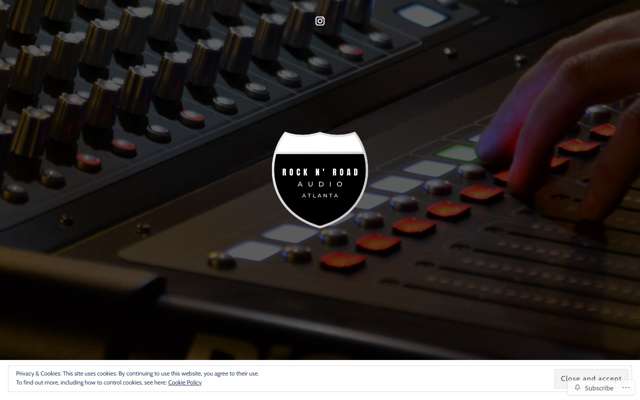 ROCK N' ROAD
AUDIO
ATLANTA
Privacy & Cookies: This site uses cookies. By continuing to use this website, you agree to their use.
To find out more, including how to control cookies, see here: Cookie Policy
Close and accept
Subscribe